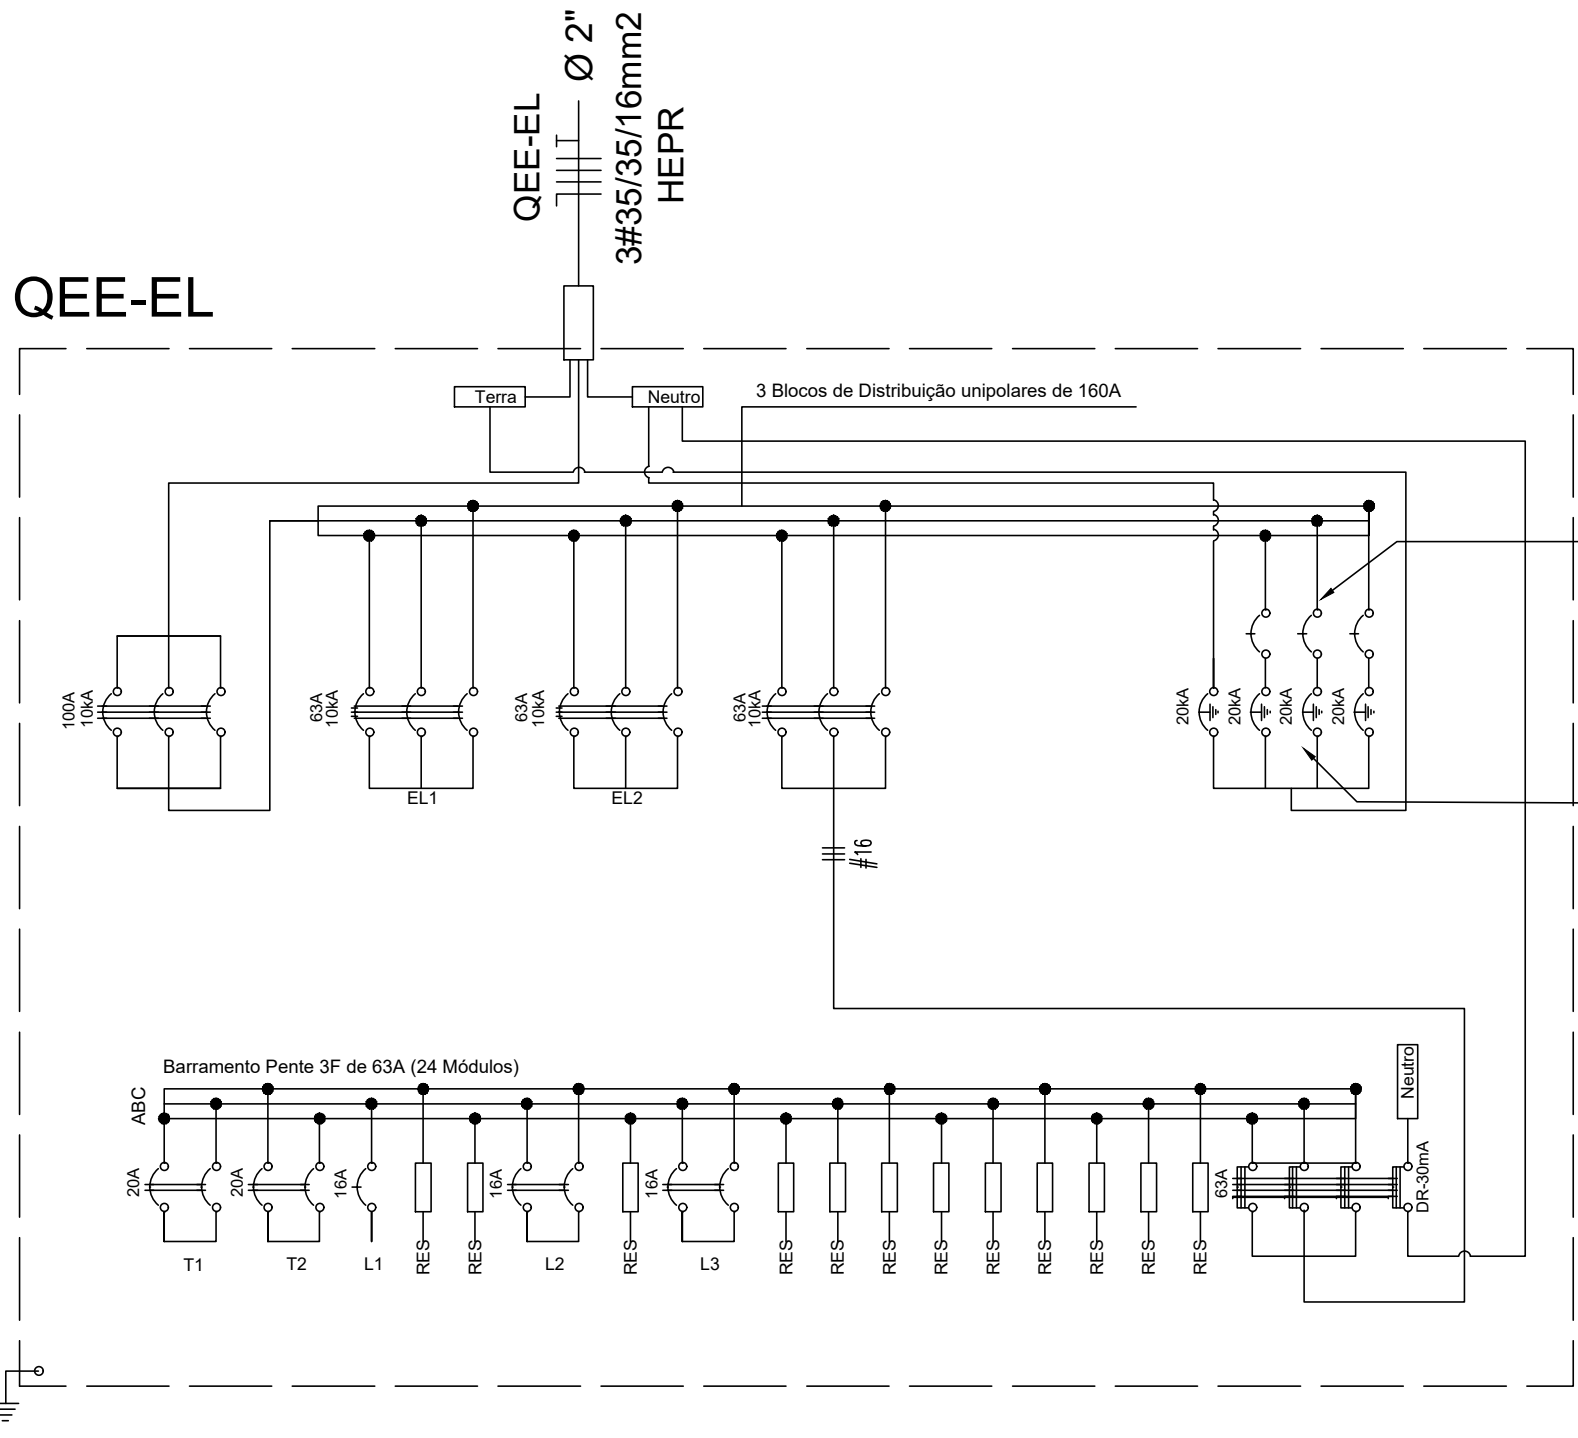 QEE-EL
Ø 2"
3#35/35/16mm2
HEPR
QEE-EL
Terra
Neutro
3 Blocos de Distribuição unipolares de 160A
100A
10kA
63A
10kA
63A
10kA
63A
10kA
20kA
20kA
20kA
20kA
EL1
EL2
#16
Barramento Pente 3F de 63A (24 Módulos)
ABC
Neutro
20A
20A
16A
16A
16A
63A
DR-30mA
T1
T2
L1
RES
RES
L2
RES
L3
RES
RES
RES
RES
RES
RES
RES
RES
RES